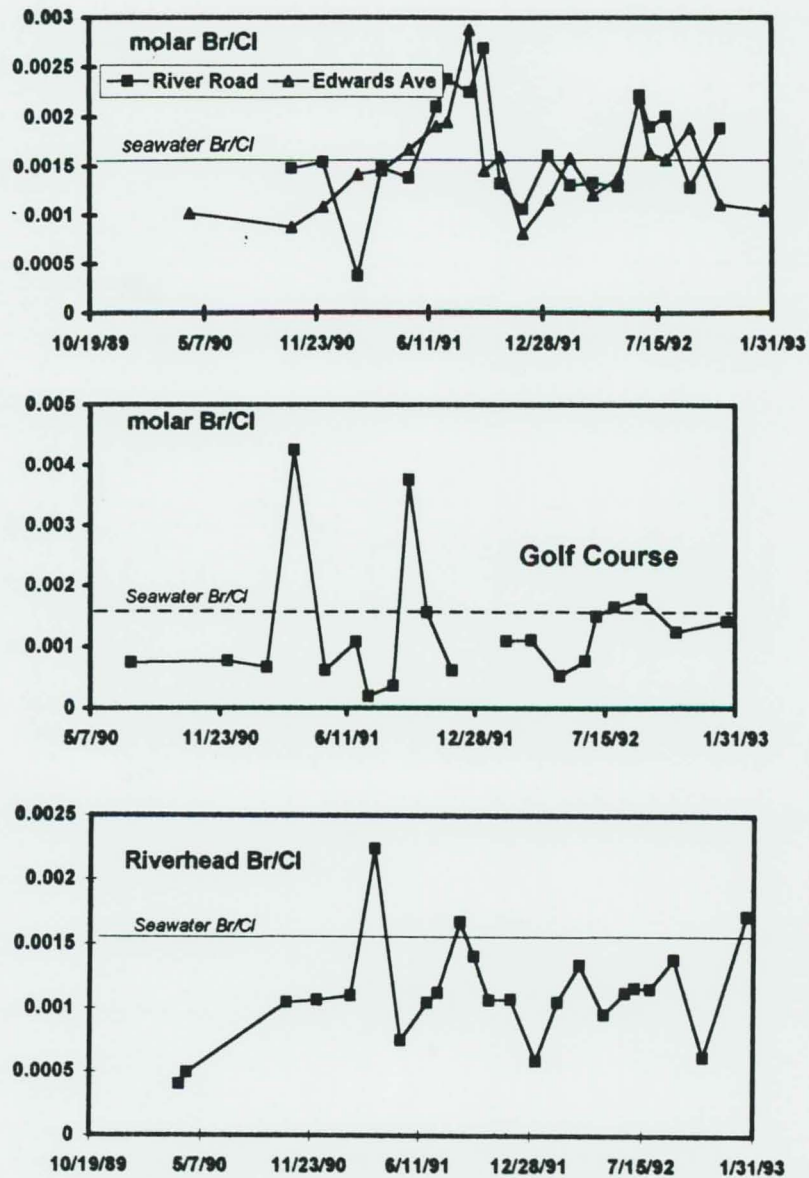 0.003
molar Br/Cl
0.0025
River Road Edwards Ave
0.002
seawater Br/Cl
0.0015
0.001
0.0005
0
10/19/89 5/7/90 11/23/90 6/11/91 12/28/91 7/15/92 1/31/93
0.005
molar Br/Cl
0.004
0.003
Golf Course
0.002
Seawater Br/Cl
0.001
0
5/7/90 11/23/90 6/11/91 12/28/91 7/15/92 1/31/93
0.0025
Riverhead Br/Cl
0.002
Seawater Br/Cl
0.0015
0.001
0.0005
0
10/19/89 5/7/90 11/23/90 6/11/91 12/28/91 7/15/92 1/31/93